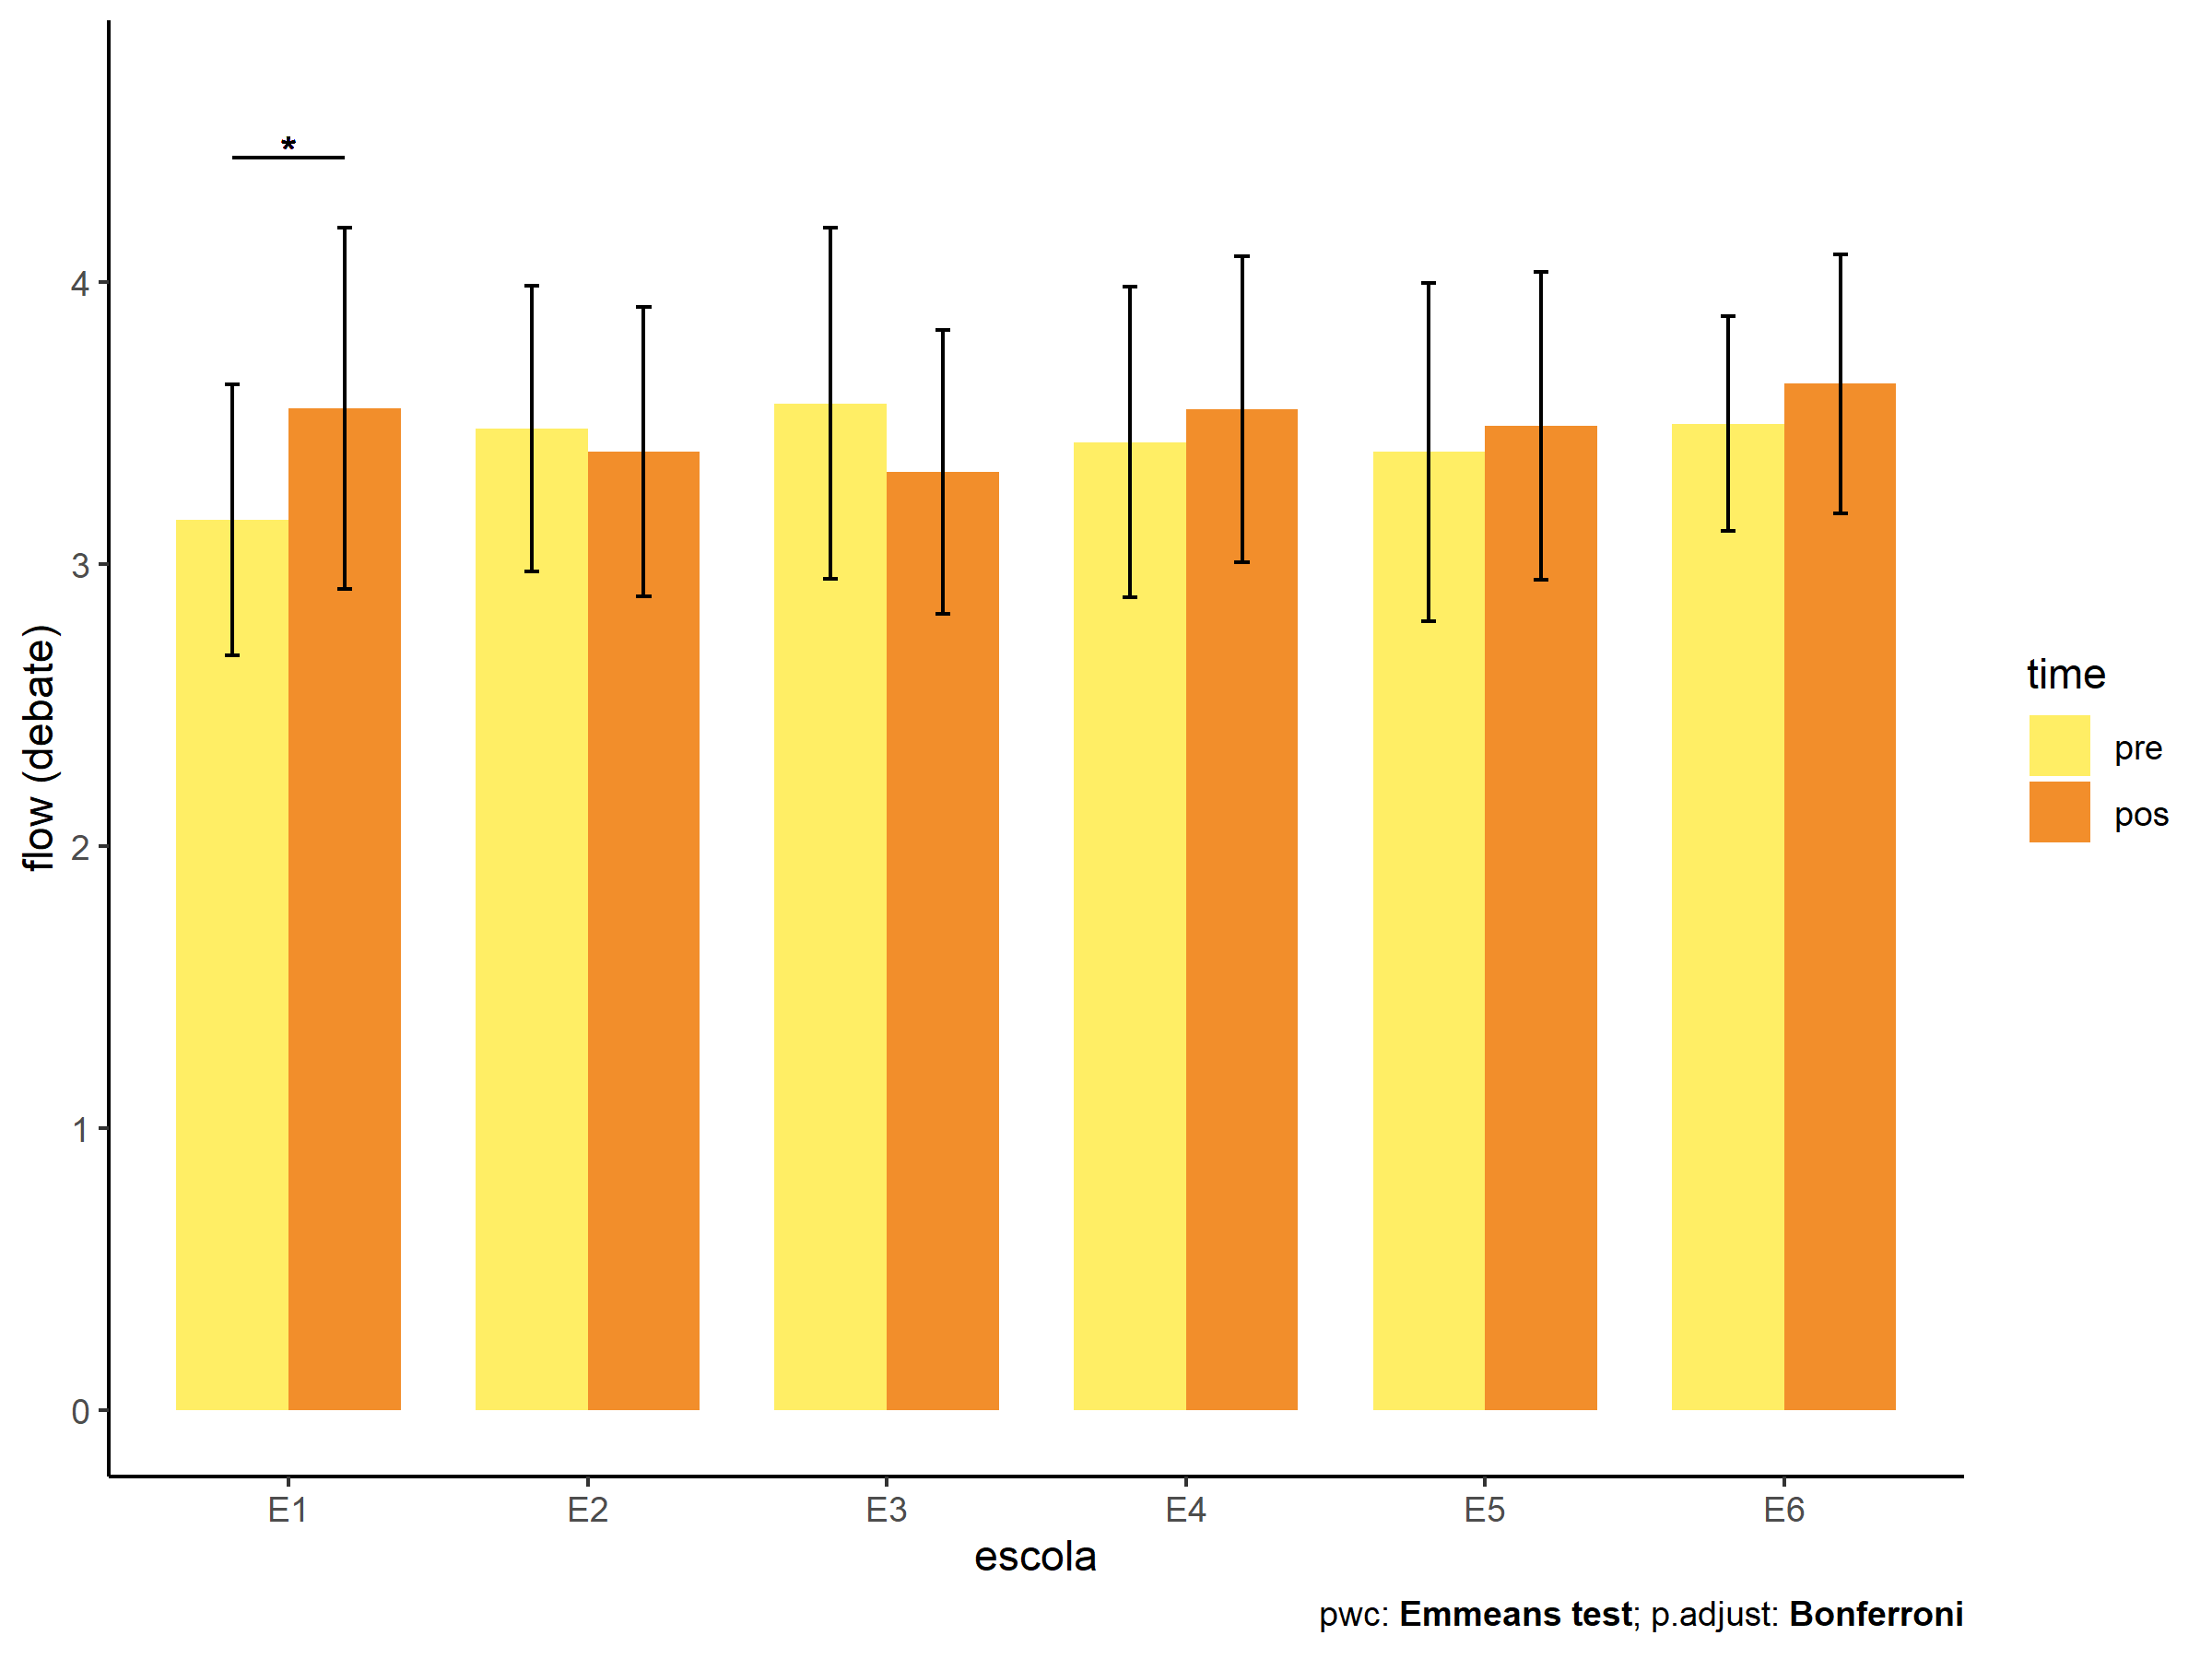 *
4
3
2
1
0
flow (debate)
E1 E2 E3 E4 E5 E6
escola
time
pre
pos
pwc: Emmeans test; p.adjust: Bonferroni